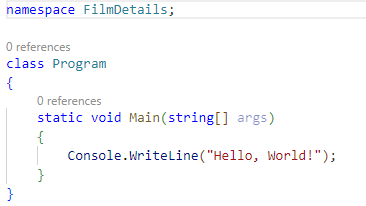 namespace FilmDetails;
0 references
class Program
{
0 references
static void Main(string[] args)
{
Console.WriteLine("Hello, World!");
}
}